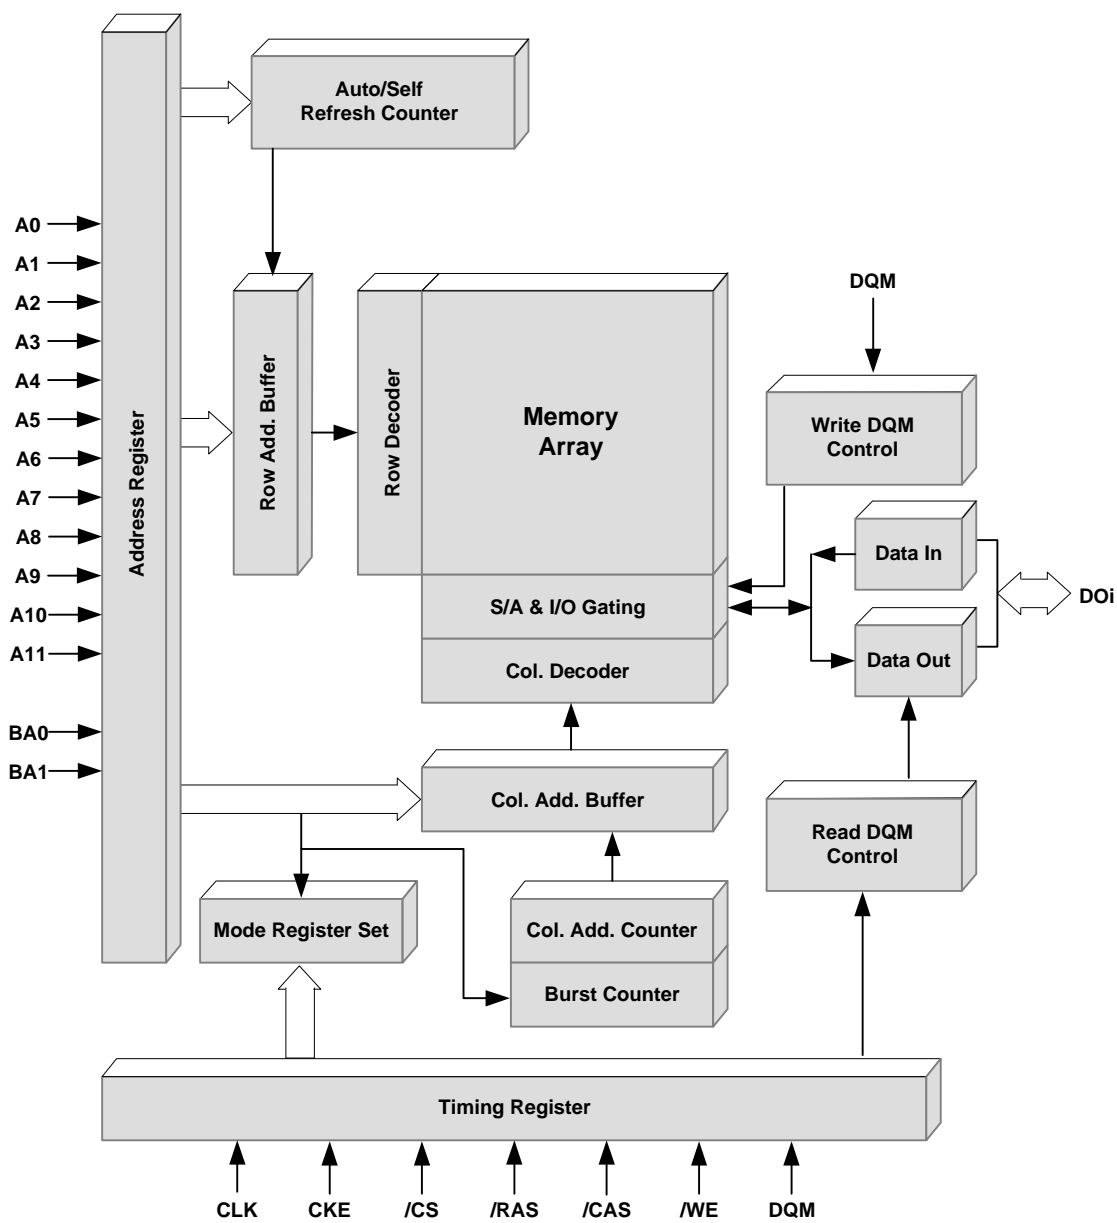 Auto/Self
Refresh Counter
A0
A1
A2
A3
A4
A5
A6
A7
A8
A9
A10
A11
BA0
BA1
Address Register
Row Add. Buffer
Row Decoder
Memory
Array
S/A & I/O Gating
Col. Decoder
DQM
Write DQM
Control
Data In
Data Out
DOi
Col. Add. Buffer
Read DQM
Control
Mode Register Set
Col. Add. Counter
Burst Counter
Timing Register
CLK
CKE
/CS
/RAS
/CAS
/WE
DQM